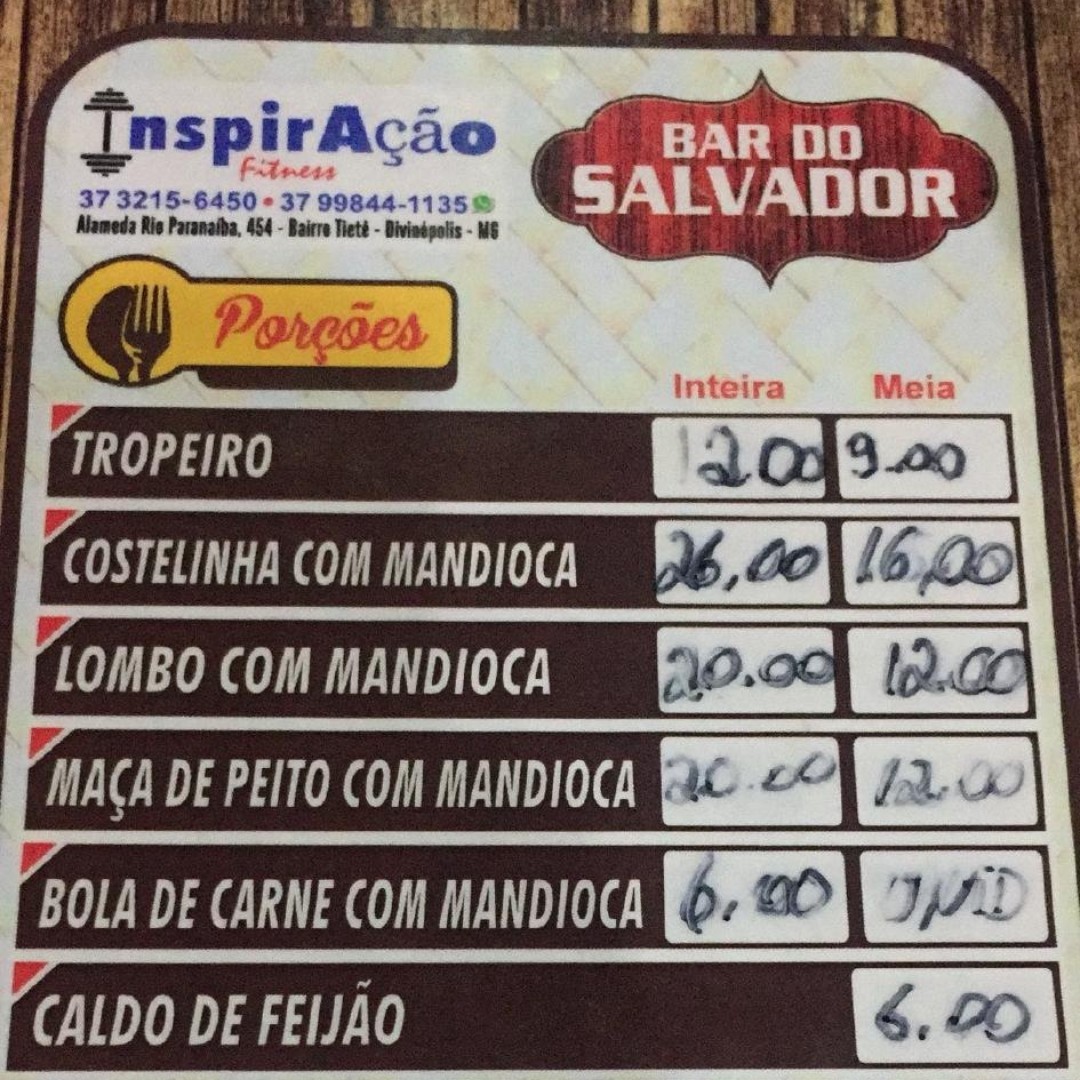 InspirAção
Fitness
37 3215-6450 • 37 99844-1135
Alameda Rio Paranaíba, 454 - Bairro Tietê - Divinópolis - MG
BAR DO
SALVADOR
Porções
Inteira Meia
TROPEIRO 12.00 9.00
COSTELINHA COM MANDIOCA 26,00 16,00
LOMBO COM MANDIOCA 20.00 12.00
MAÇA DE PEITO COM MANDIOCA 20.00 12.00
BOLA DE CARNE COM MANDIOCA 6.00
CALDO DE FEIJÃO 6.00